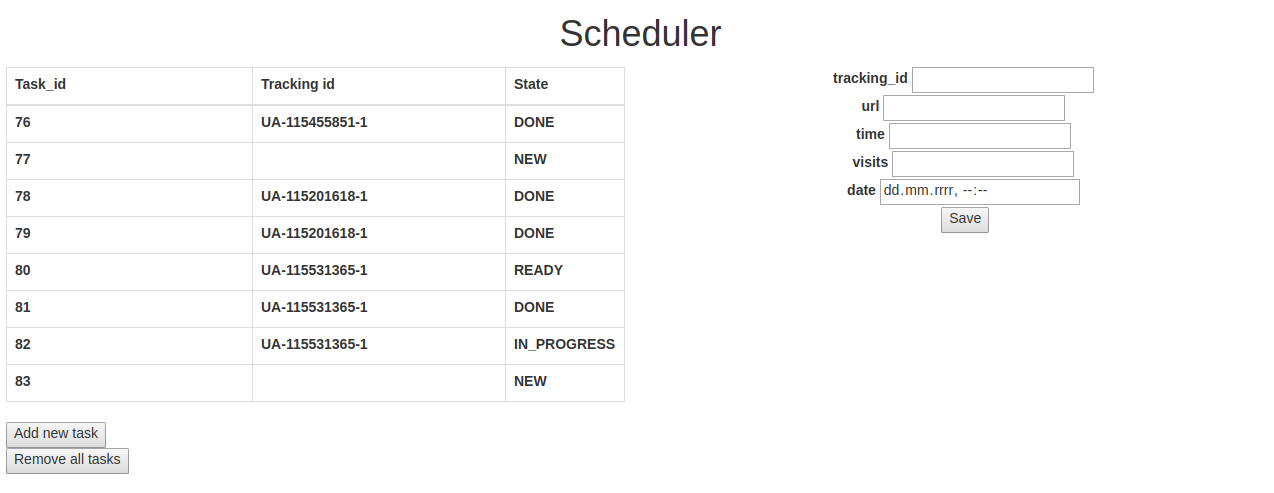 Scheduler
Task_id Tracking id State
76 UA-115455851-1 DONE
77 NEW
78 UA-115201618-1 DONE
79 UA-115201618-1 DONE
80 UA-115531365-1 READY
81 UA-115531365-1 DONE
82 UA-115531365-1 IN_PROGRESS
83 NEW
Add new task
Remove all tasks
tracking_id
url
time
visits
date dd.mm.rrrr, --:--
Save